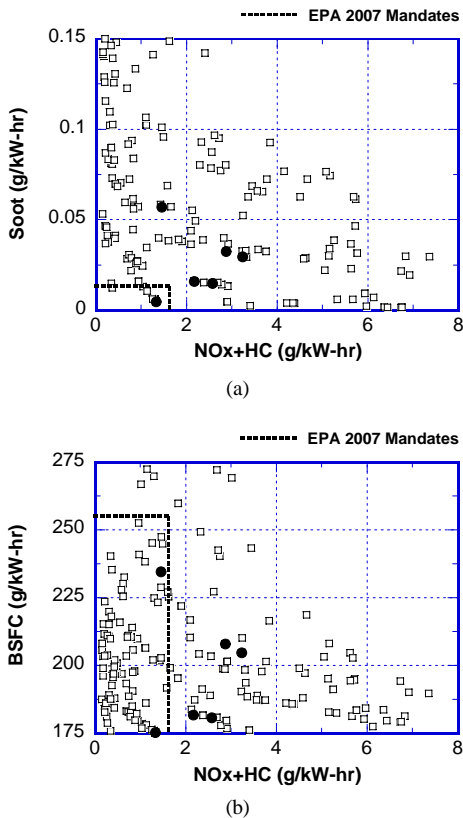 EPA 2007 Mandates
0.15
0.1
0.05
0
Soot (g/kW-hr)
0 2 4 6 8
NOx+HC (g/kW-hr)
(a)
EPA 2007 Mandates
275
250
225
200
175
BSFC (g/kW-hr)
0 2 4 6 8
NOx+HC (g/kW-hr)
(b)